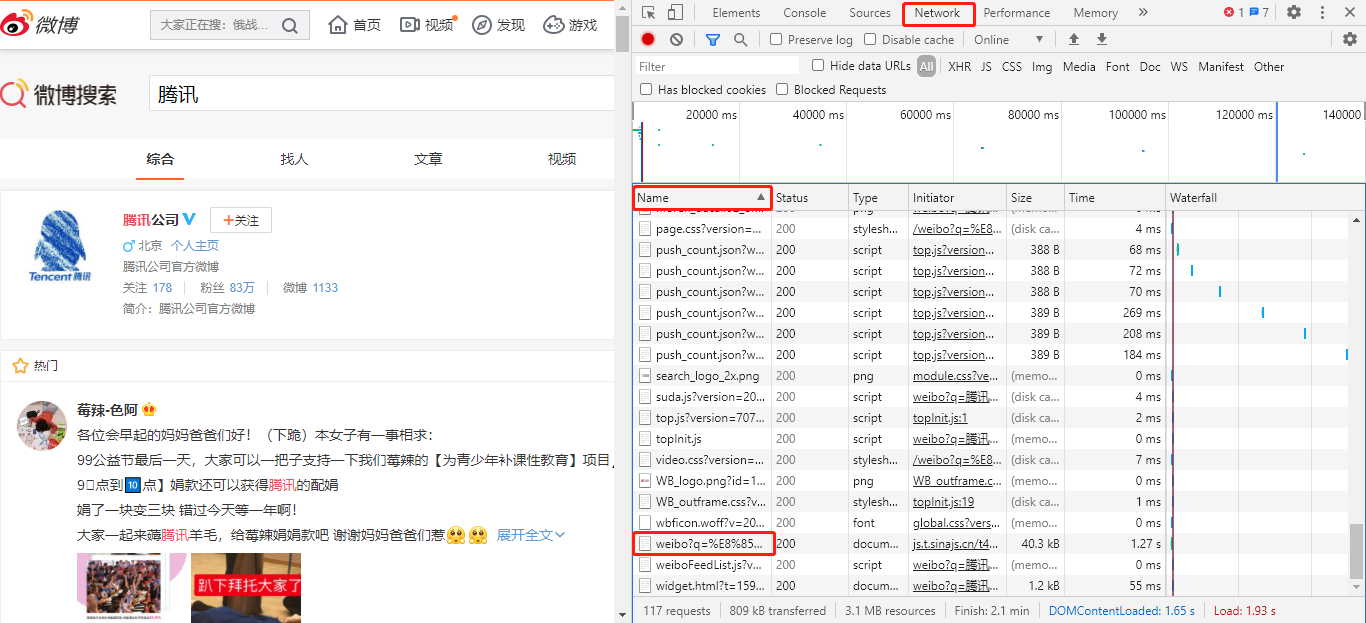 微博
大家正在搜：俄战...
首页
视频
发现
游戏
微博搜索
腾讯
综合
找人
文章
视频
腾讯公司
+关注
北京 个人主页
腾讯公司官方微博
关注 178 粉丝 83万 微博 1133
简介：腾讯公司官方微博
Tencent 腾讯
热门
莓辣-色阿
各位会早起的妈妈爸爸们好！（下跪）本女子有一事相求：
99公益节最后一天，大家可以一把子支持一下我们莓辣的【为青少年补课性教育】项目，
9点到10点】娟款还可以获得腾讯的配娟
娟了一块变三块 错过今天等一年啊！
大家一起来薅腾讯羊毛，给莓辣娟娟款吧 谢谢妈妈爸爸们惹 展开全文
趴下拜托大家了
Elements Console Sources Network Performance Memory » 1 7
Preserve log Disable cache Online
Filter Hide data URLs All XHR JS CSS Img Media Font Doc WS Manifest Other
Has blocked cookies Blocked Requests
20000 ms 40000 ms 60000 ms 80000 ms 100000 ms 120000 ms 140000
Name Status Type Initiator Size Time Waterfall
page.css?version=... 200 stylesh... /weibo?q=%E8... (disk ca... 4 ms
push_count.json?w... 200 script top.js?version... 388 B 68 ms
push_count.json?w... 200 script top.js?version... 388 B 72 ms
push_count.json?w... 200 script top.js?version... 388 B 70 ms
push_count.json?w... 200 script top.js?version... 389 B 269 ms
push_count.json?w... 200 script top.js?version... 389 B 208 ms
push_count.json?w... 200 script top.js?version... 389 B 184 ms
search_logo_2x.png 200 png module.css?ve... (memo... 0 ms
suda.js?version=20... 200 script weibo?q=腾讯... (disk ca... 4 ms
top.js?version=707... 200 script topInit.js:1 (disk ca... 2 ms
topInit.js 200 script weibo?q=腾讯... (memo... 0 ms
video.css?version=... 200 stylesh... /weibo?q=%E8... (disk ca... 7 ms
WB_logo.png?id=1... 200 png WB_outframe.c... (memo... 0 ms
WB_outframe.css?v... 200 stylesh... topInit.js:19 (disk ca... 1 ms
wbficon.woff?v=20... 200 font global.css?vers... (memo... 0 ms
weibo?q=%E8%85... 200 docum... js.t.sinajs.cn/t4... 40.3 kB 1.27 s
weiboFeedList.js?v... 200 script weibo?q=腾讯... (memo... 0 ms
widget.html?t=159... 200 docum... weibo?q=腾讯... 1.2 kB 55 ms
117 requests 809 kB transferred 3.1 MB resources Finish: 2.1 min DOMContentLoaded: 1.65 s Load: 1.93 s